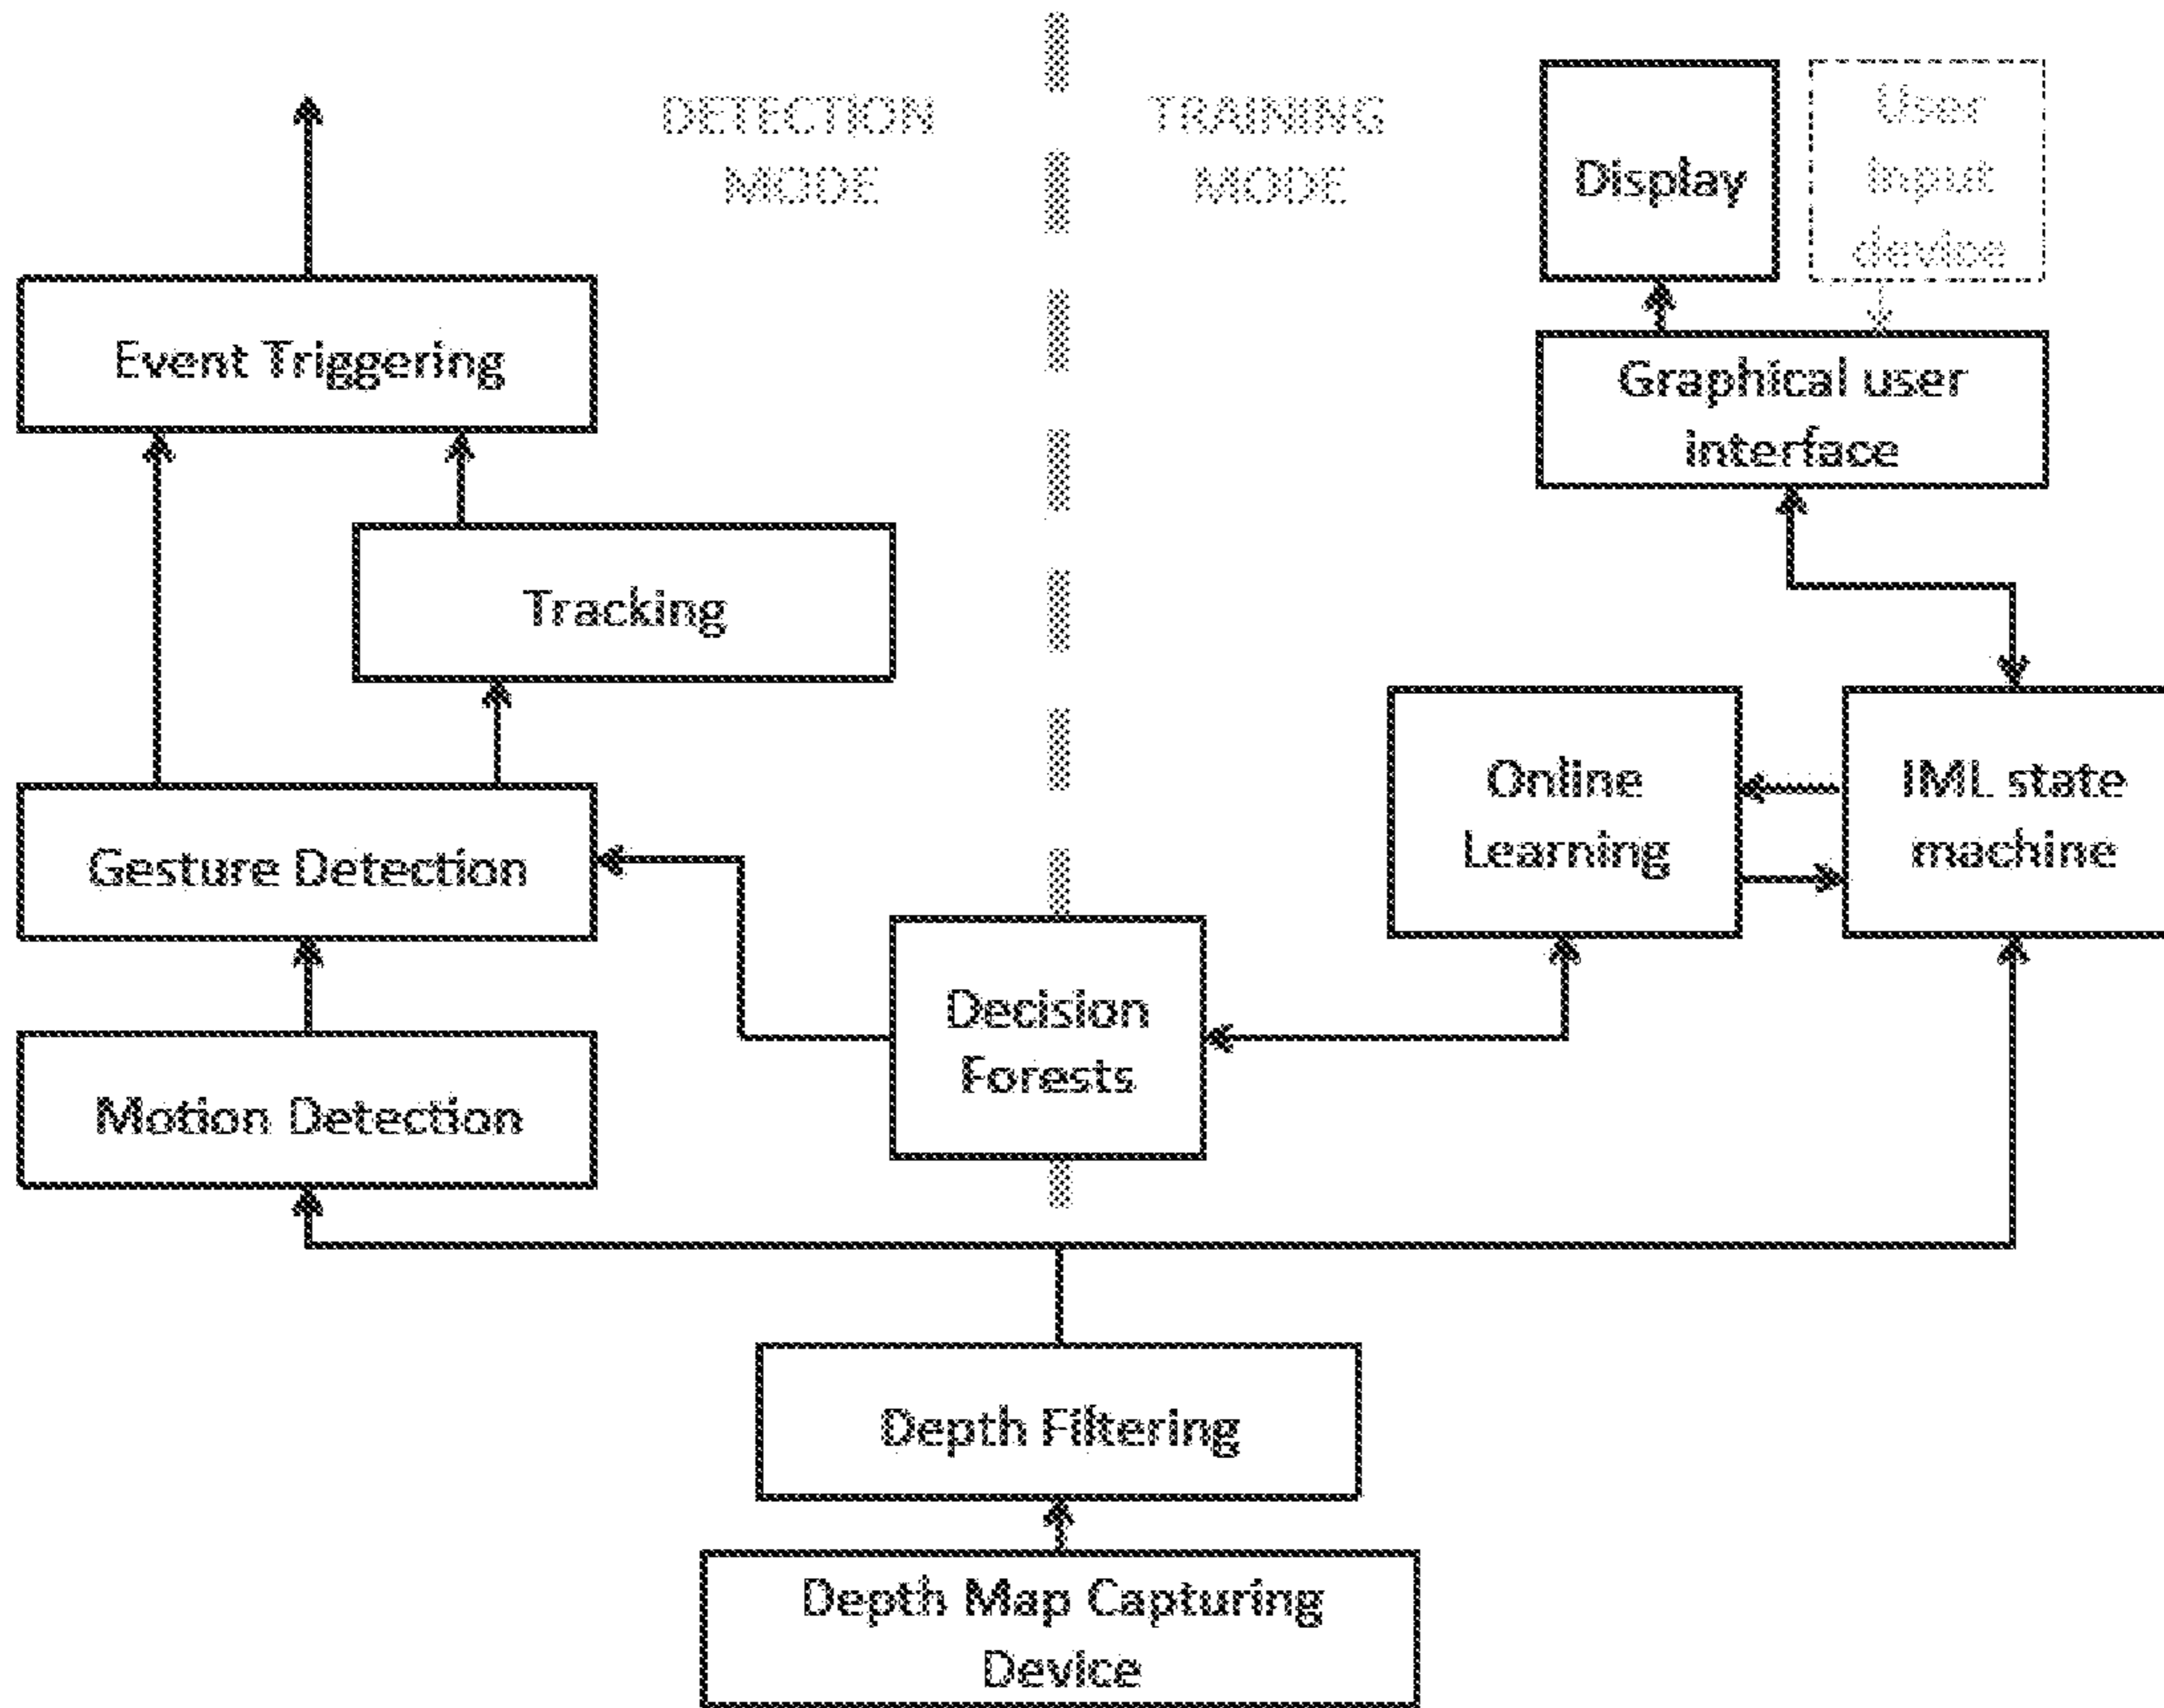 DETECTION
MODE
TRAINING
MODE
Display
User
Input
device
Event Triggering
Graphical user
interface
Tracking
Online
Learning
IML state
machine
Gesture Detection
Decision
Forests
Motion Detection
Depth Filtering
Depth Map Capturing
Device